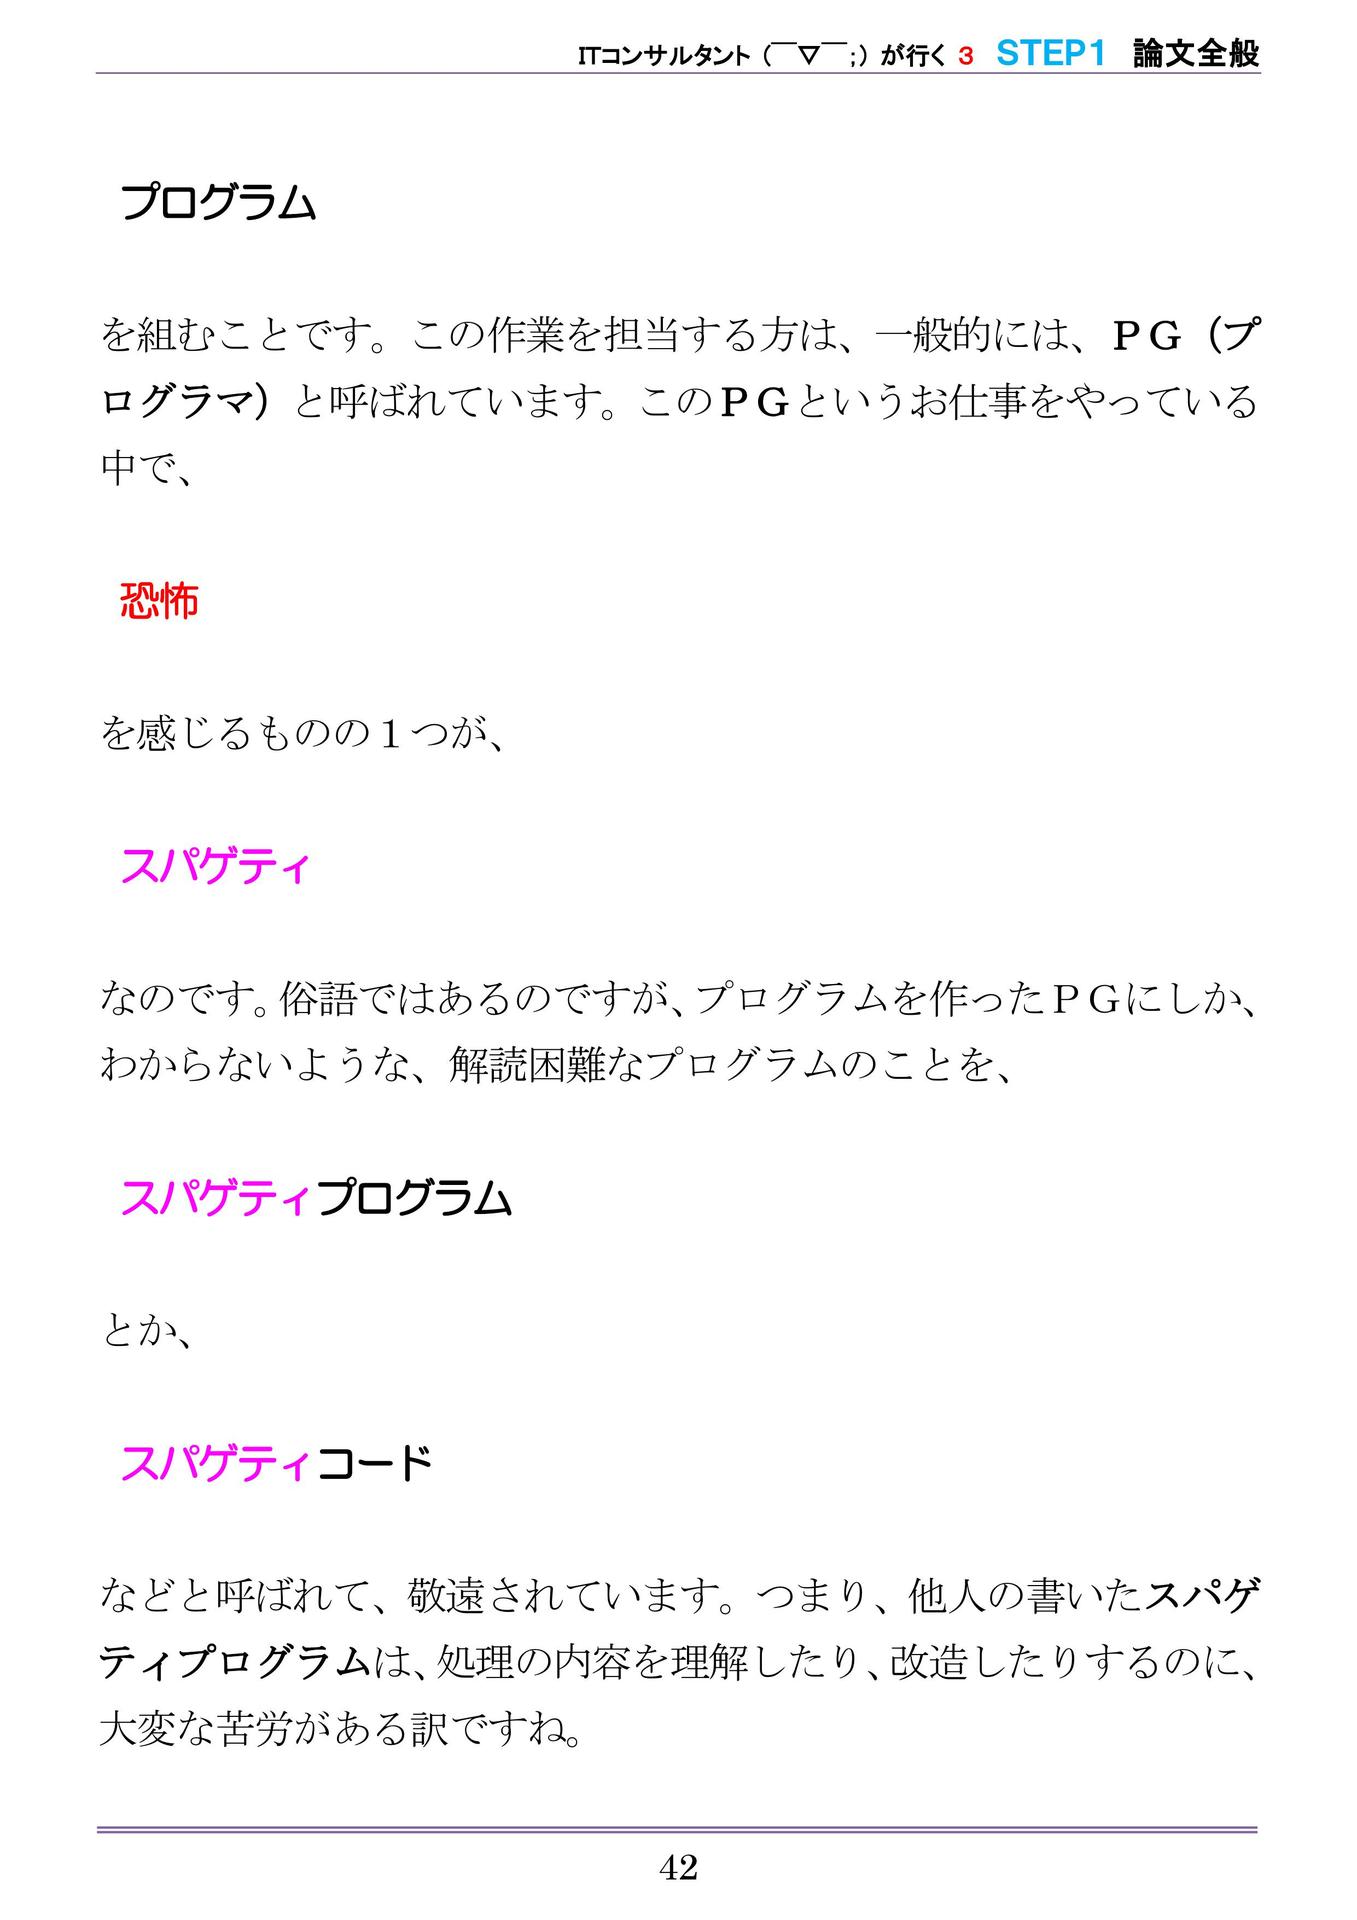 ITコンサルタント（￣▽￣；）が行く 3 STEP1 論文全般
プログラム
を組むことです。この作業を担当する方は、一般的には、ＰＧ（プ
ログラマ）と呼ばれています。このＰＧというお仕事をやっている
中で、
恐怖
を感じるものの１つが、
スパゲティ
なのです。俗語ではあるのですが、プログラムを作ったＰＧにしか、
わからないような、解読困難なプログラムのことを、
スパゲティプログラム
とか、
スパゲティコード
などと呼ばれて、敬遠されています。つまり、他人の書いたスパゲ
ティプログラムは、処理の内容を理解したり、改造したりするのに、
大変な苦労がある訳ですね。
42